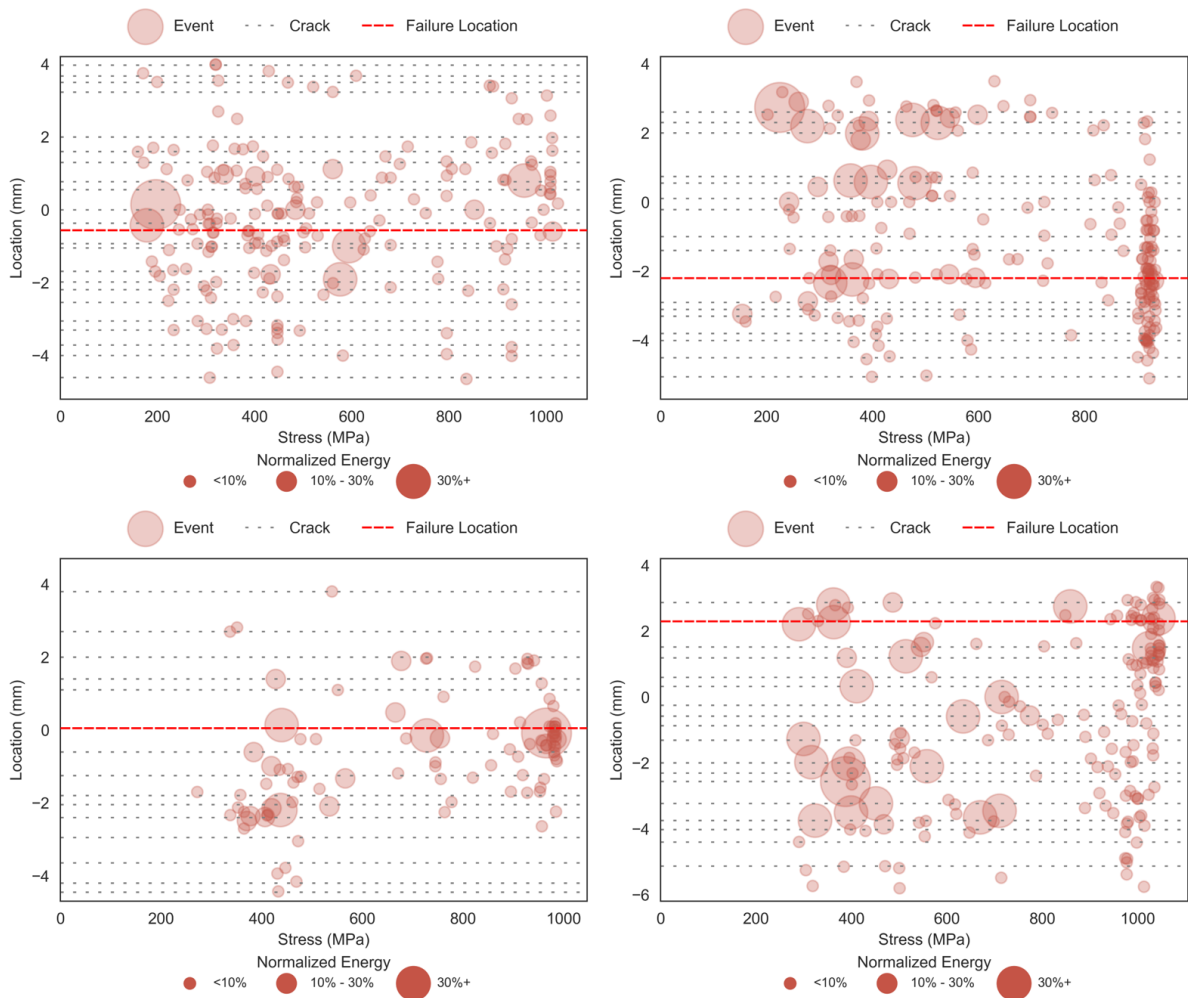 Event Crack Failure Location
4
2
0
−2
−4
Location (mm)
0 200 400 600 800 1000
Stress (MPa)
Normalized Energy
<10% 10% - 30% 30%+
Event Crack Failure Location
4
2
0
−2
−4
Location (mm)
0 200 400 600 800
Stress (MPa)
Normalized Energy
<10% 10% - 30% 30%+
Event Crack Failure Location
4
2
0
−2
−4
Location (mm)
0 200 400 600 800 1000
Stress (MPa)
Normalized Energy
<10% 10% - 30% 30%+
Event Crack Failure Location
4
2
0
−2
−4
−6
Location (mm)
0 200 400 600 800 1000
Stress (MPa)
Normalized Energy
<10% 10% - 30% 30%+